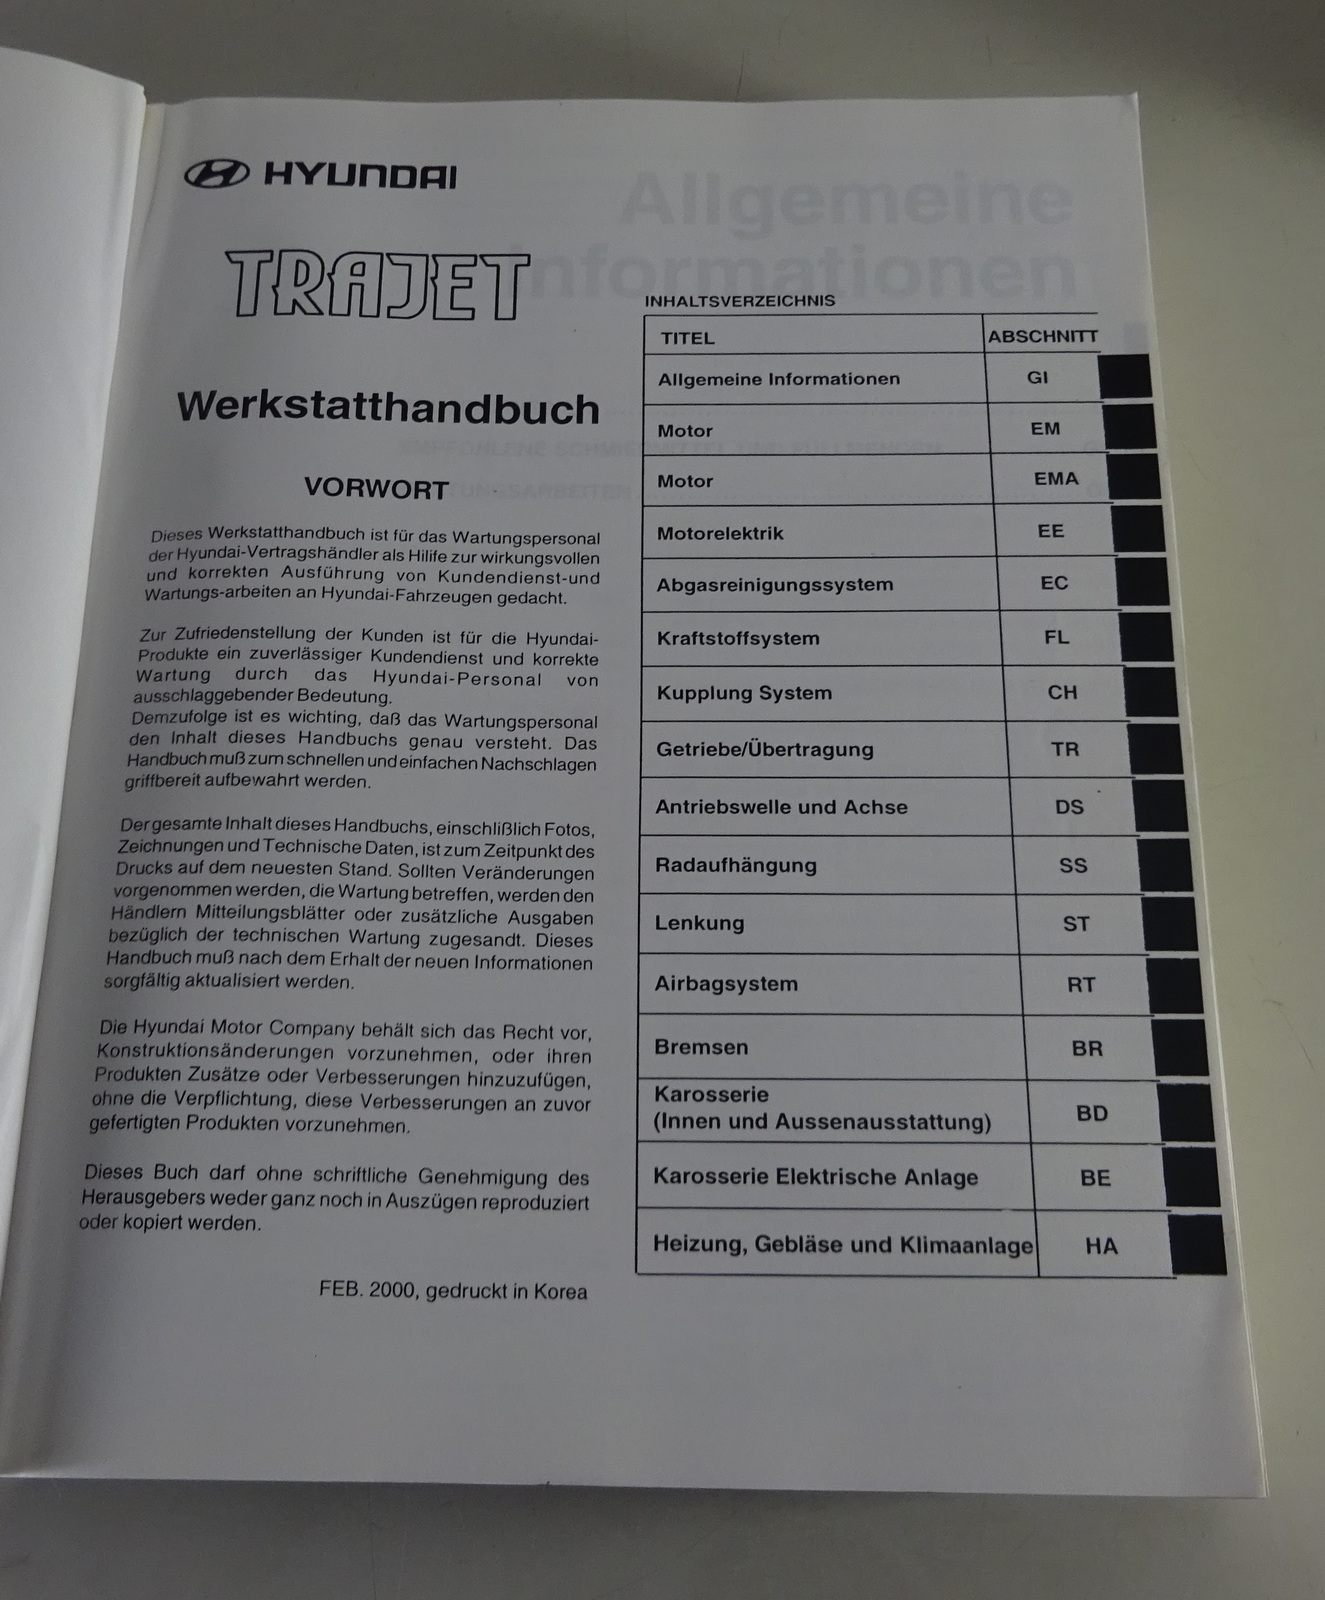 HYUNDAI
TRAJET
Werkstatthandbuch
VORWORT
Dieses Werkstatthandbuch ist für das Wartungspersonal
der Hyundai-Vertragshändler als Hilife zur wirkungsvollen
und korrekten Ausführung von Kundendienst-und
Wartungs-arbeiten an Hyundai-Fahrzeugen gedacht.
Zur Zufriedenstellung der Kunden ist für die Hyundai-
Produkte ein zuverlässiger Kundendienst und korrekte
Wartung durch das Hyundai-Personal von
ausschlaggebender Bedeutung.
Demzufolge ist es wichting, daß das Wartungspersonal
den Inhalt dieses Handbuchs genau versteht. Das
Handbuch muß zum schnellen und einfachen Nachschlagen
griffbereit aufbewahrt werden.
Der gesamte Inhalt dieses Handbuchs, einschlißlich Fotos,
Zeichnungen und Technische Daten, ist zum Zeitpunkt des
Drucks auf dem neuesten Stand. Sollten Veränderungen
vorgenommen werden, die Wartung betreffen, werden den
Händlern Mitteilungsblätter oder zusätzliche Ausgaben
bezüglich der technischen Wartung zugesandt. Dieses
Handbuch muß nach dem Erhalt der neuen Informationen
sorgfältig aktualisiert werden.
Die Hyundai Motor Company behält sich das Recht vor,
Konstruktionsänderungen vorzunehmen, oder ihren
Produkten Zusätze oder Verbesserungen hinzuzufügen,
ohne die Verpflichtung, diese Verbesserungen an zuvor
gefertigten Produkten vorzunehmen.
Dieses Buch darf ohne schriftliche Genehmigung des
Herausgebers weder ganz noch in Auszügen reproduziert
oder kopiert werden.
FEB. 2000, gedruckt in Korea
Allgemeine
Informationen
INHALTSVERZEICHNIS
TITEL ABSCHNITT
Allgemeine Informationen GI
Motor EM
Motor EMA
Motorelektrik EE
Abgasreinigungssystem EC
Kraftstoffsystem FL
Kupplung System CH
Getriebe/Übertragung TR
Antriebswelle und Achse DS
Radaufhängung SS
Lenkung ST
Airbagsystem RT
Bremsen BR
Karosserie
(Innen und Aussenausstattung) BD
Karosserie Elektrische Anlage BE
Heizung, Gebläse und Klimaanlage HA